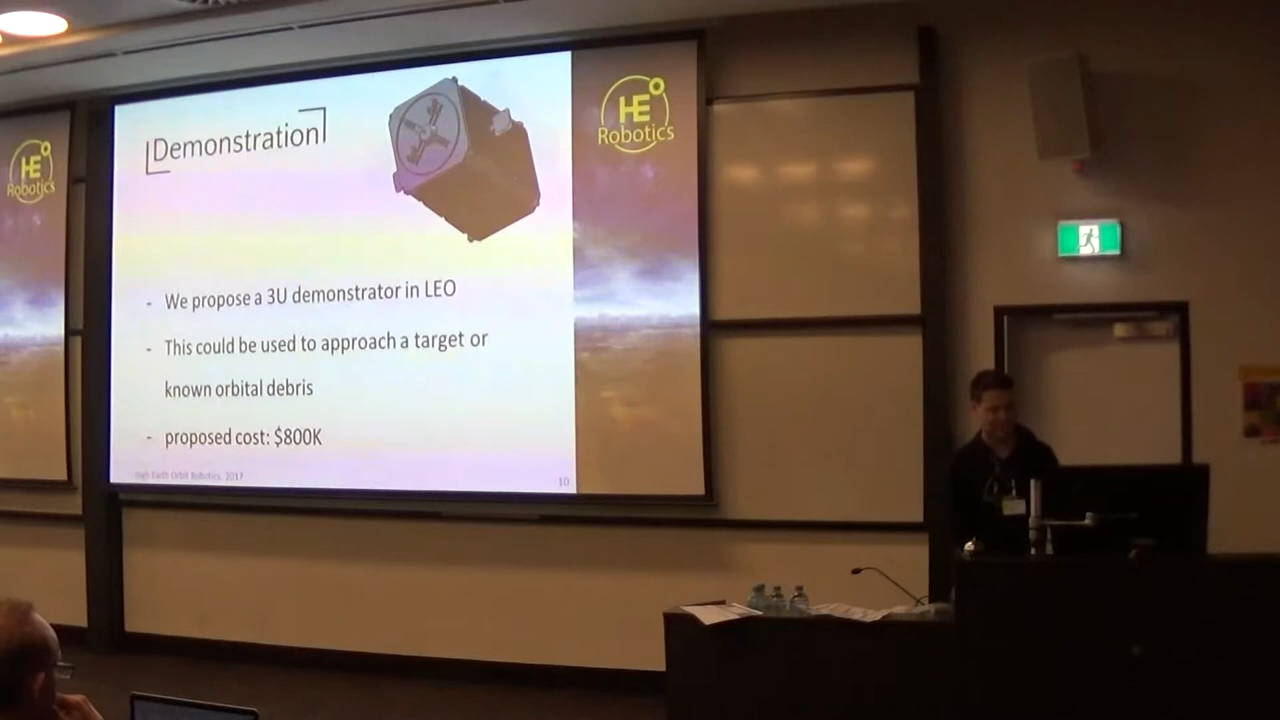 HE
Robotics
Demonstration
HE
Robotics
- We propose a 3U demonstrator in LEO
- This could be used to approach a target or
known orbital debris
- proposed cost: $800K
High Earth Orbit Robotics, 2017
10